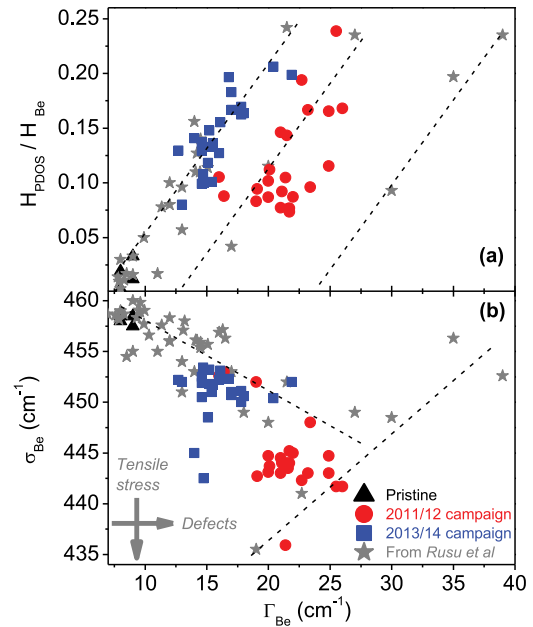 (a)
0.25
0.20
0.15
0.10
0.05
H_PDOS / H_Be
460
455
450
445
440
435
σ_Be (cm⁻¹)
(b)
Tensile
stress
Defects
Pristine
2011/12 campaign
2013/14 campaign
From Rusu et al
10 15 20 25 30 35 40
Γ_Be (cm⁻¹)